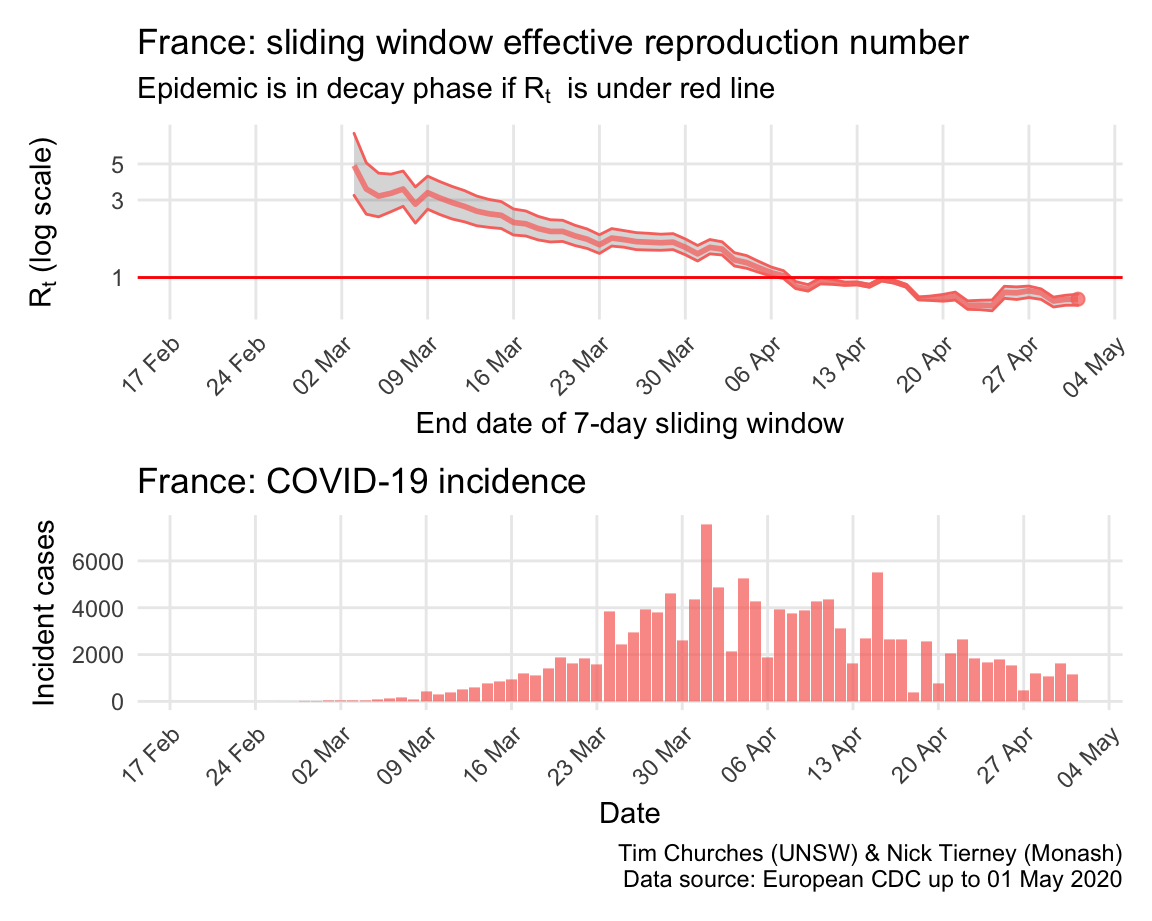 France: sliding window effective reproduction number
Epidemic is in decay phase if Rt is under red line
Rt (log scale)
5
3
1
17 Feb
24 Feb
02 Mar
09 Mar
16 Mar
23 Mar
30 Mar
06 Apr
13 Apr
20 Apr
27 Apr
04 May
End date of 7-day sliding window
France: COVID-19 incidence
Incident cases
6000
4000
2000
0
17 Feb
24 Feb
02 Mar
09 Mar
16 Mar
23 Mar
30 Mar
06 Apr
13 Apr
20 Apr
27 Apr
04 May
Date
Tim Churches (UNSW) & Nick Tierney (Monash)
Data source: European CDC up to 01 May 2020